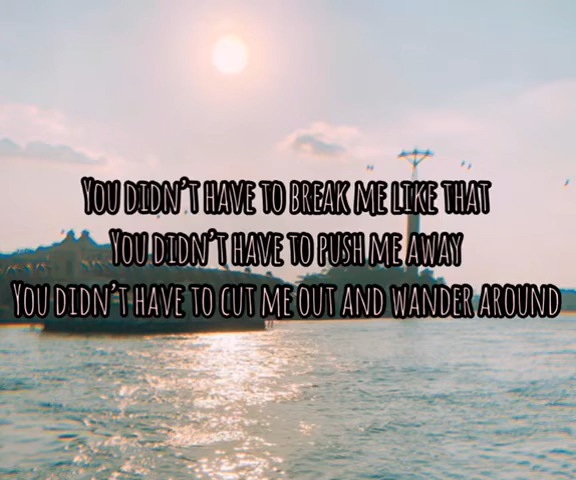 You didn't have to break me like that
You didn't have to push me away
You didn't have to cut me out and wander around